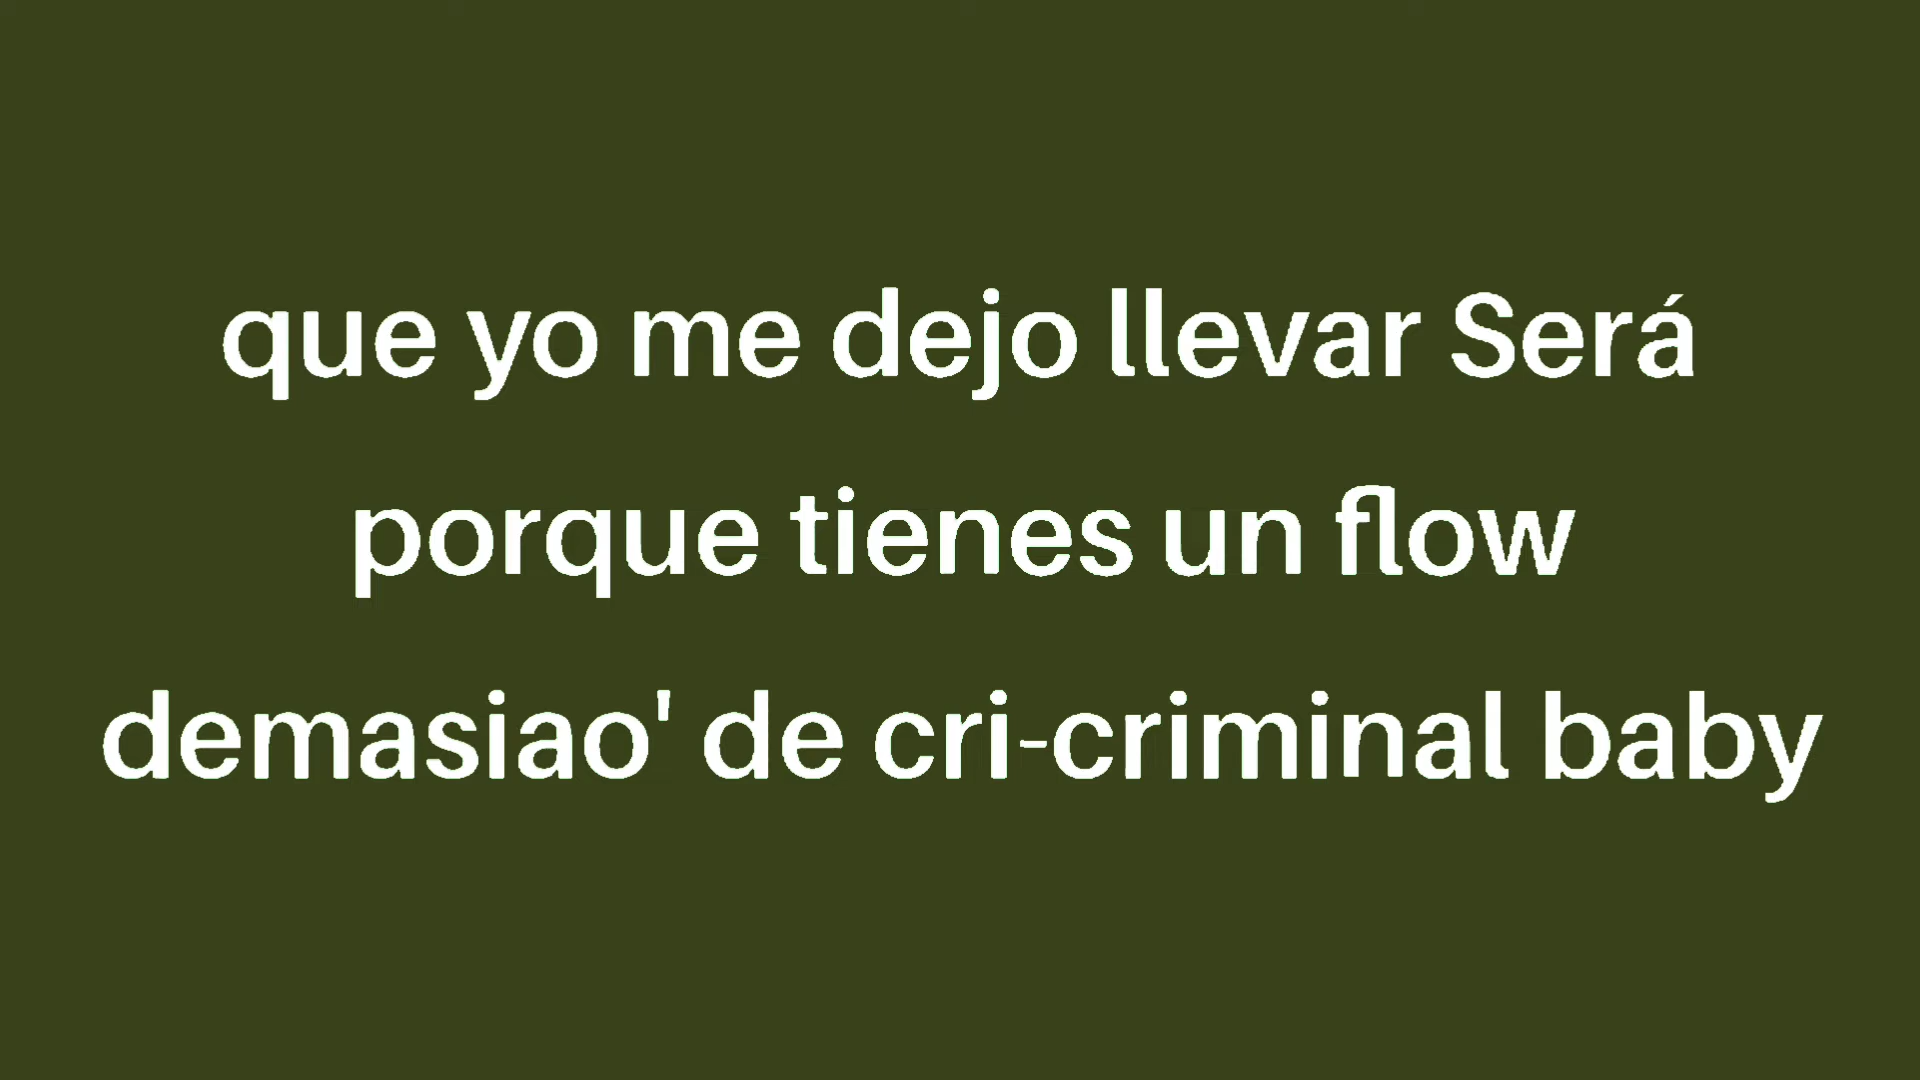 que yo me dejo llevar Será
porque tienes un flow
demasiao' de cri-criminal baby